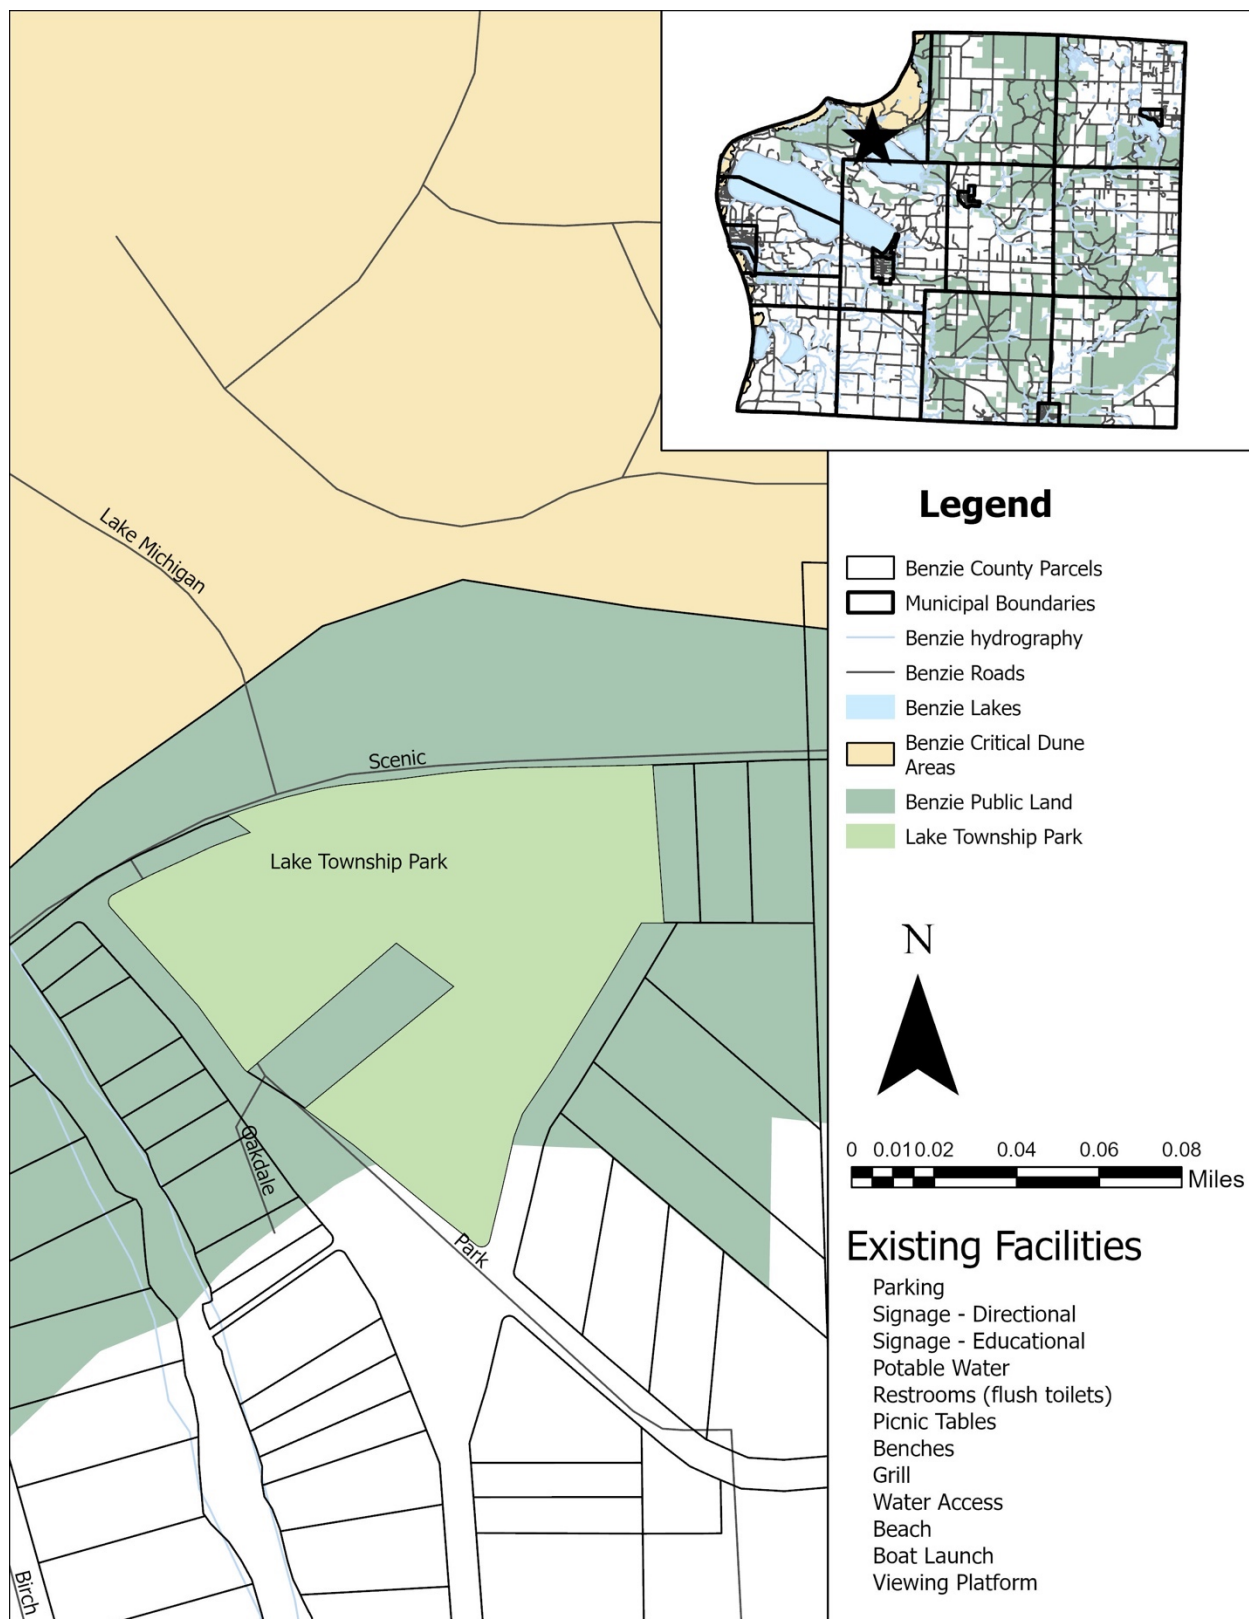 Lake Michigan
Scenic
Lake Township Park
Oakdale
Park
Birch
Legend
Benzie County Parcels
Municipal Boundaries
Benzie hydrography
Benzie Roads
Benzie Lakes
Benzie Critical Dune
Areas
Benzie Public Land
Lake Township Park
N
0 0.010.02 0.04 0.06 0.08
Miles
Existing Facilities
Parking
Signage - Directional
Signage - Educational
Potable Water
Restrooms (flush toilets)
Picnic Tables
Benches
Grill
Water Access
Beach
Boat Launch
Viewing Platform